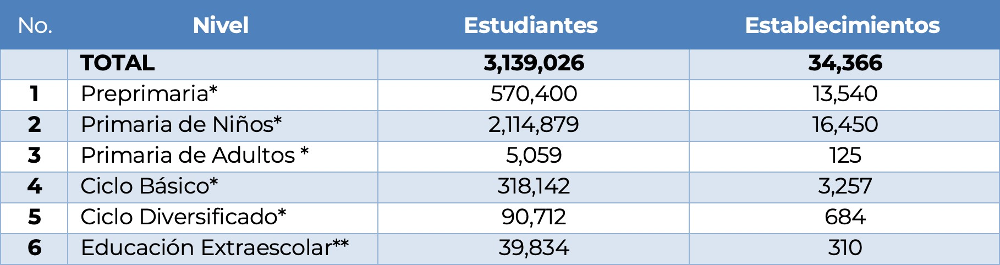 No. Nivel Estudiantes Establecimientos
TOTAL 3,139,026 34,366
1 Preprimaria* 570,400 13,540
2 Primaria de Niños* 2,114,879 16,450
3 Primaria de Adultos * 5,059 125
4 Ciclo Básico* 318,142 3,257
5 Ciclo Diversificado* 90,712 684
6 Educación Extraescolar** 39,834 310